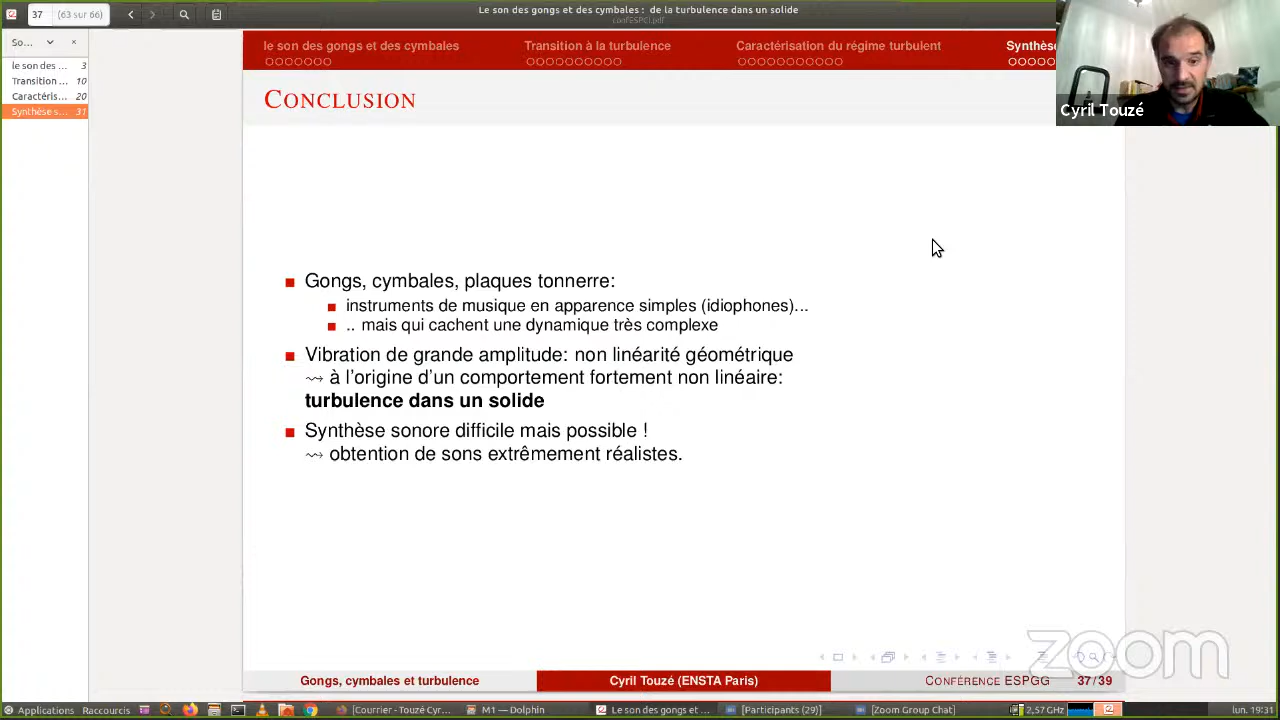 37 (63 sur 66)
Le son des gongs et des cymbales : de la turbulence dans un solide
confESPCI.pdf
So...
le son des ... 3
Transition ... 10
Caractéris... 20
Synthèse s... 31
le son des gongs et des cymbales Transition à la turbulence Caractérisation du régime turbulent Synthès
CONCLUSION
Cyril Touzé
Gongs, cymbales, plaques tonnerre:
instruments de musique en apparence simples (idiophones)...
.. mais qui cachent une dynamique très complexe
Vibration de grande amplitude: non linéarité géométrique
⇝ à l'origine d'un comportement fortement non linéaire:
turbulence dans un solide
Synthèse sonore difficile mais possible !
⇝ obtention de sons extrêmement réalistes.
zoom
Gongs, cymbales et turbulence Cyril Touzé (ENSTA Paris) CONFÉRENCE ESPGG 37/39
Applications Raccourcis [Courrier - Touzé Cyr... M1 — Dolphin Le son des gongs et ... [Participants (29)] [Zoom Group Chat] 2,57 GHz lun. 19:31